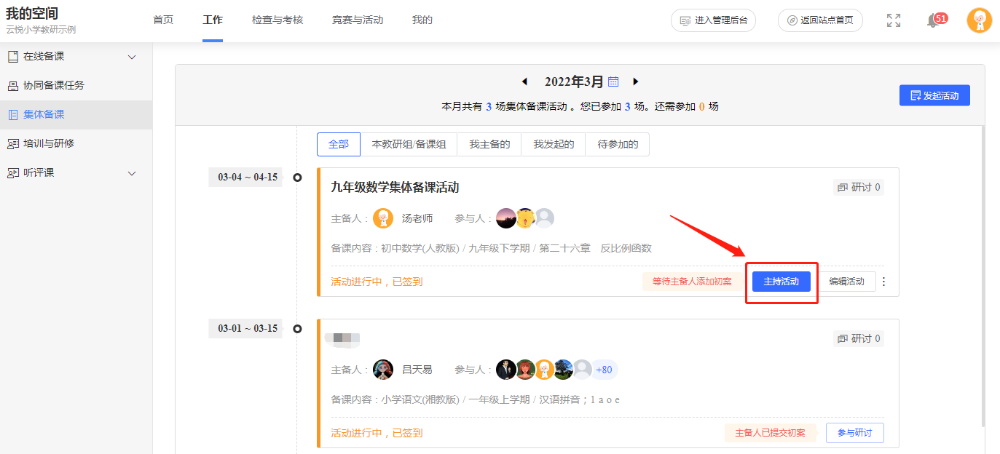 我的空间
云悦小学教研示例
首页 工作 检查与考核 竞赛与活动 我的
进入管理后台 返回站点首页 51
在线备课
协同备课任务
集体备课
培训与研修
听评课
2022年3月
本月共有 3 场集体备课活动 。您已参加 3 场。还需参加 0 场
发起活动
全部 本教研组/备课组 我主备的 我发起的 待参加的
03-04 ~ 04-15
九年级数学集体备课活动 研讨 0
主备人 : 汤老师 参与人 :
备课内容 : 初中数学(人教版) / 九年级下学期 / 第二十六章 反比例函数
活动进行中 , 已签到 等待主备人添加初案 主持活动 编辑活动
03-01 ~ 03-15
研讨 0
主备人 : 吕天易 参与人 : +80
备课内容 : 小学语文(湘教版) / 一年级上学期 / 汉语拼音 ; 1 a o e
活动进行中 , 已签到 主备人已提交初案 参与研讨